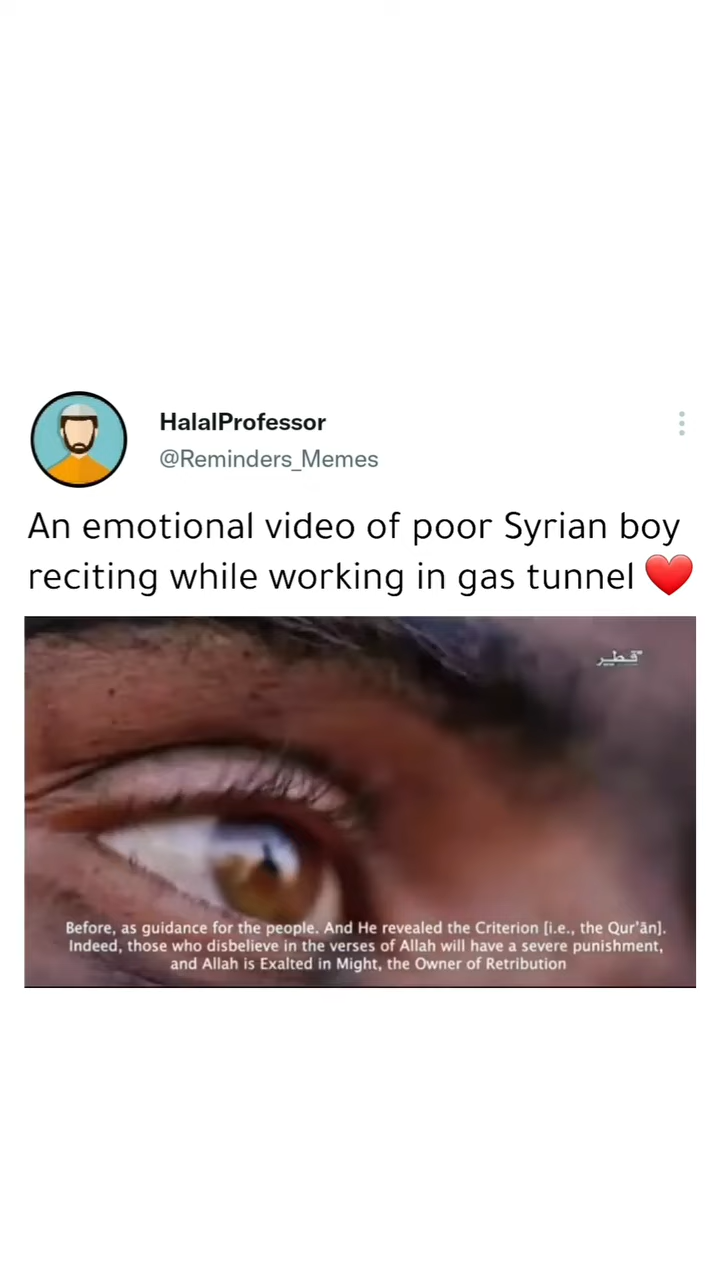 HalalProfessor
@Reminders_Memes
An emotional video of poor Syrian boy
reciting while working in gas tunnel ❤️
قطر
Before, as guidance for the people. And He revealed the Criterion [i.e., the Qur'ān].
Indeed, those who disbelieve in the verses of Allah will have a severe punishment,
and Allah is Exalted in Might, the Owner of Retribution